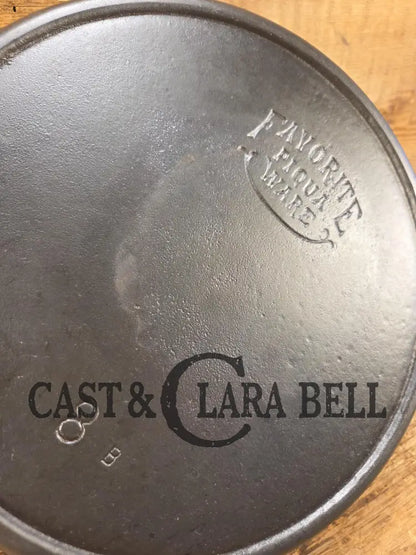 FAVORITE
PIQUA
WARE
CAST & CLARA BELL
8
B